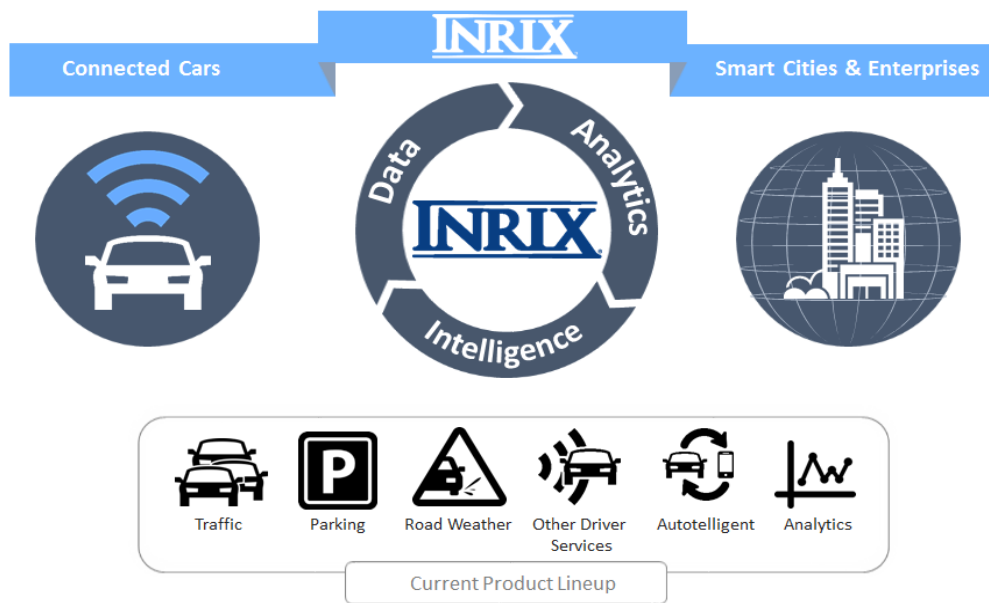 INRIX
Connected Cars
Smart Cities & Enterprises
Data
Analytics
INRIX
Intelligence
P
Traffic
Parking
Road Weather
Other Driver
Services
Autotelligent
Analytics
Current Product Lineup